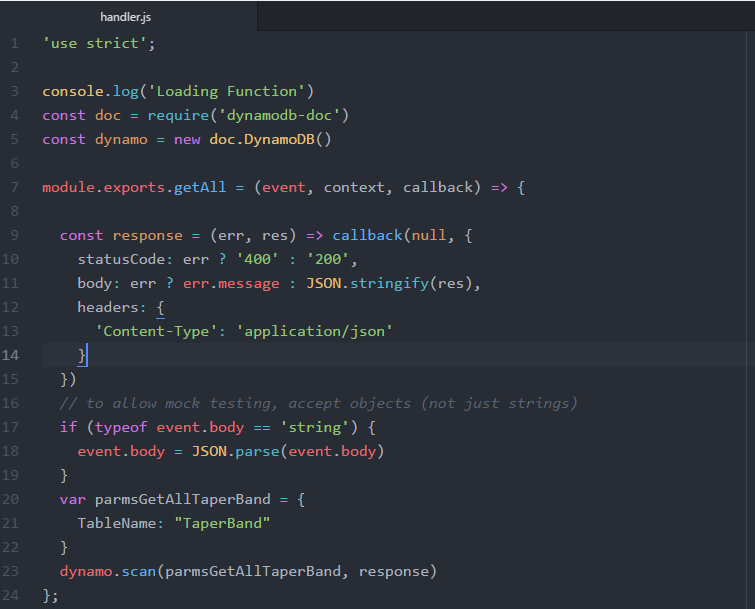 handler.js
1 'use strict';
2
3 console.log('Loading Function')
4 const doc = require('dynamodb-doc')
5 const dynamo = new doc.DynamoDB()
6
7 module.exports.getAll = (event, context, callback) => {
8
9   const response = (err, res) => callback(null, {
10     statusCode: err ? '400' : '200',
11     body: err ? err.message : JSON.stringify(res),
12     headers: {
13       'Content-Type': 'application/json'
14     }
15   })
16   // to allow mock testing, accept objects (not just strings)
17   if (typeof event.body == 'string') {
18     event.body = JSON.parse(event.body)
19   }
20   var parmsGetAllTaperBand = {
21     TableName: "TaperBand"
22   }
23   dynamo.scan(parmsGetAllTaperBand, response)
24 };